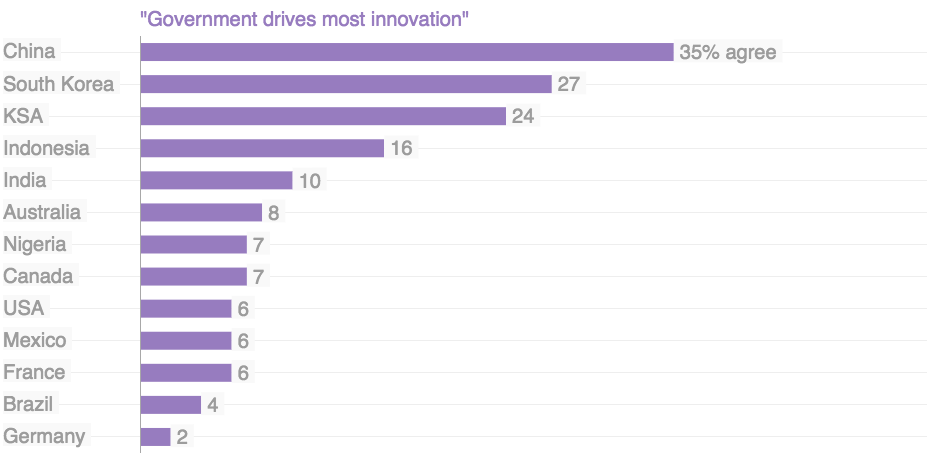 "Government drives most innovation"
China 35% agree
South Korea 27
KSA 24
Indonesia 16
India 10
Australia 8
Nigeria 7
Canada 7
USA 6
Mexico 6
France 6
Brazil 4
Germany 2